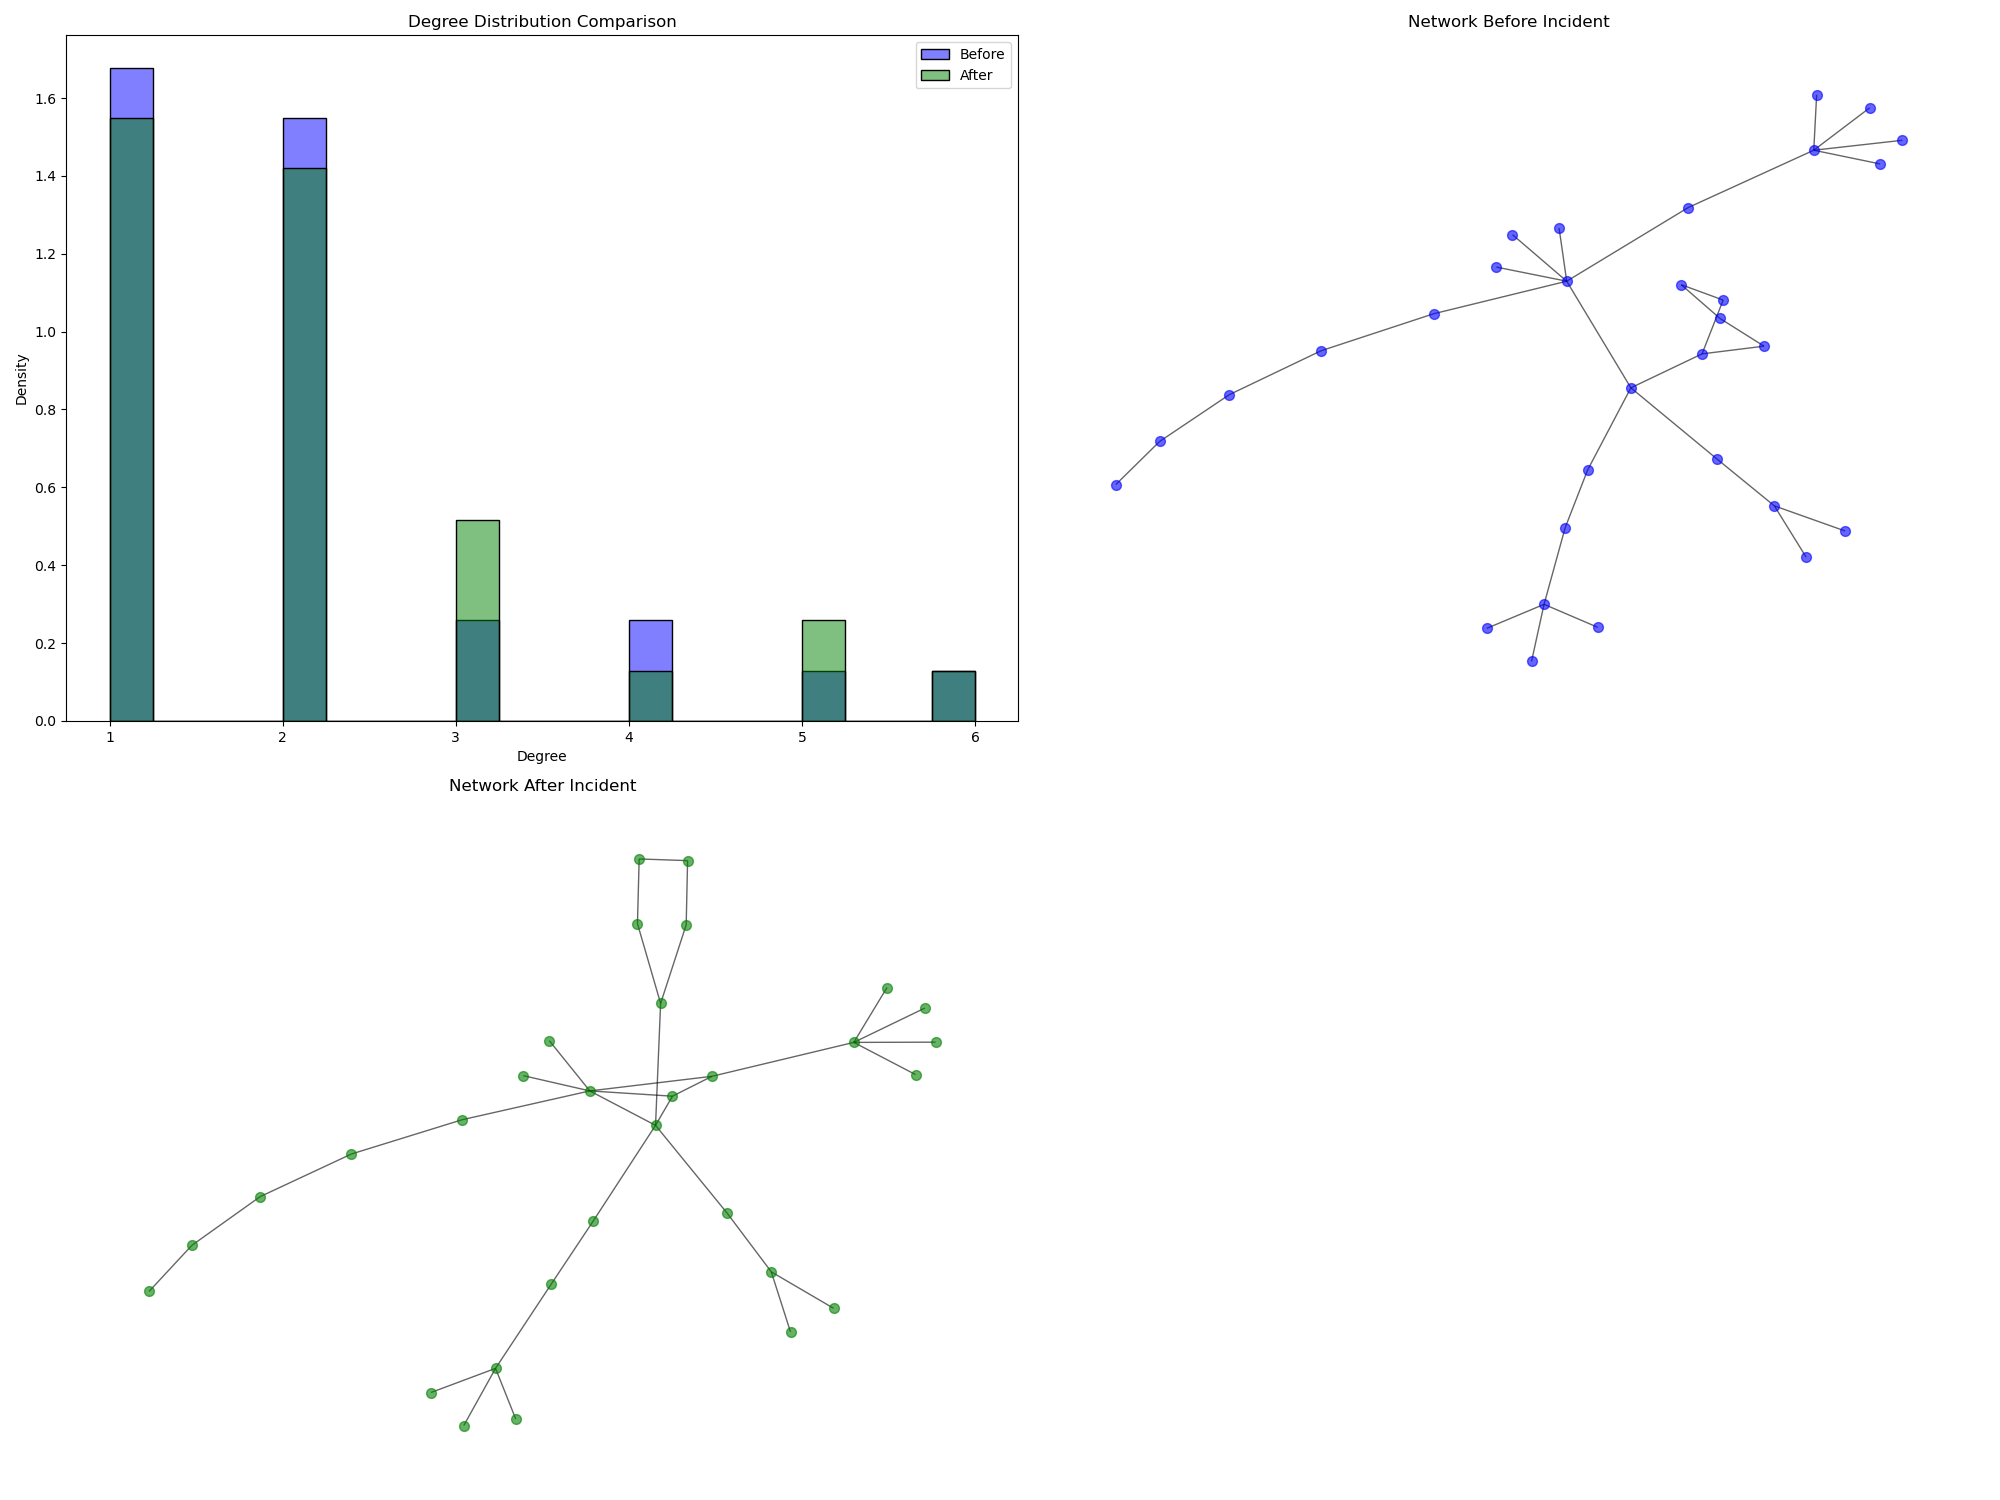 Degree Distribution Comparison
Before
After
Density
1.6
1.4
1.2
1.0
0.8
0.6
0.4
0.2
0.0
1 2 3 4 5 6
Degree
Network Before Incident
Network After Incident